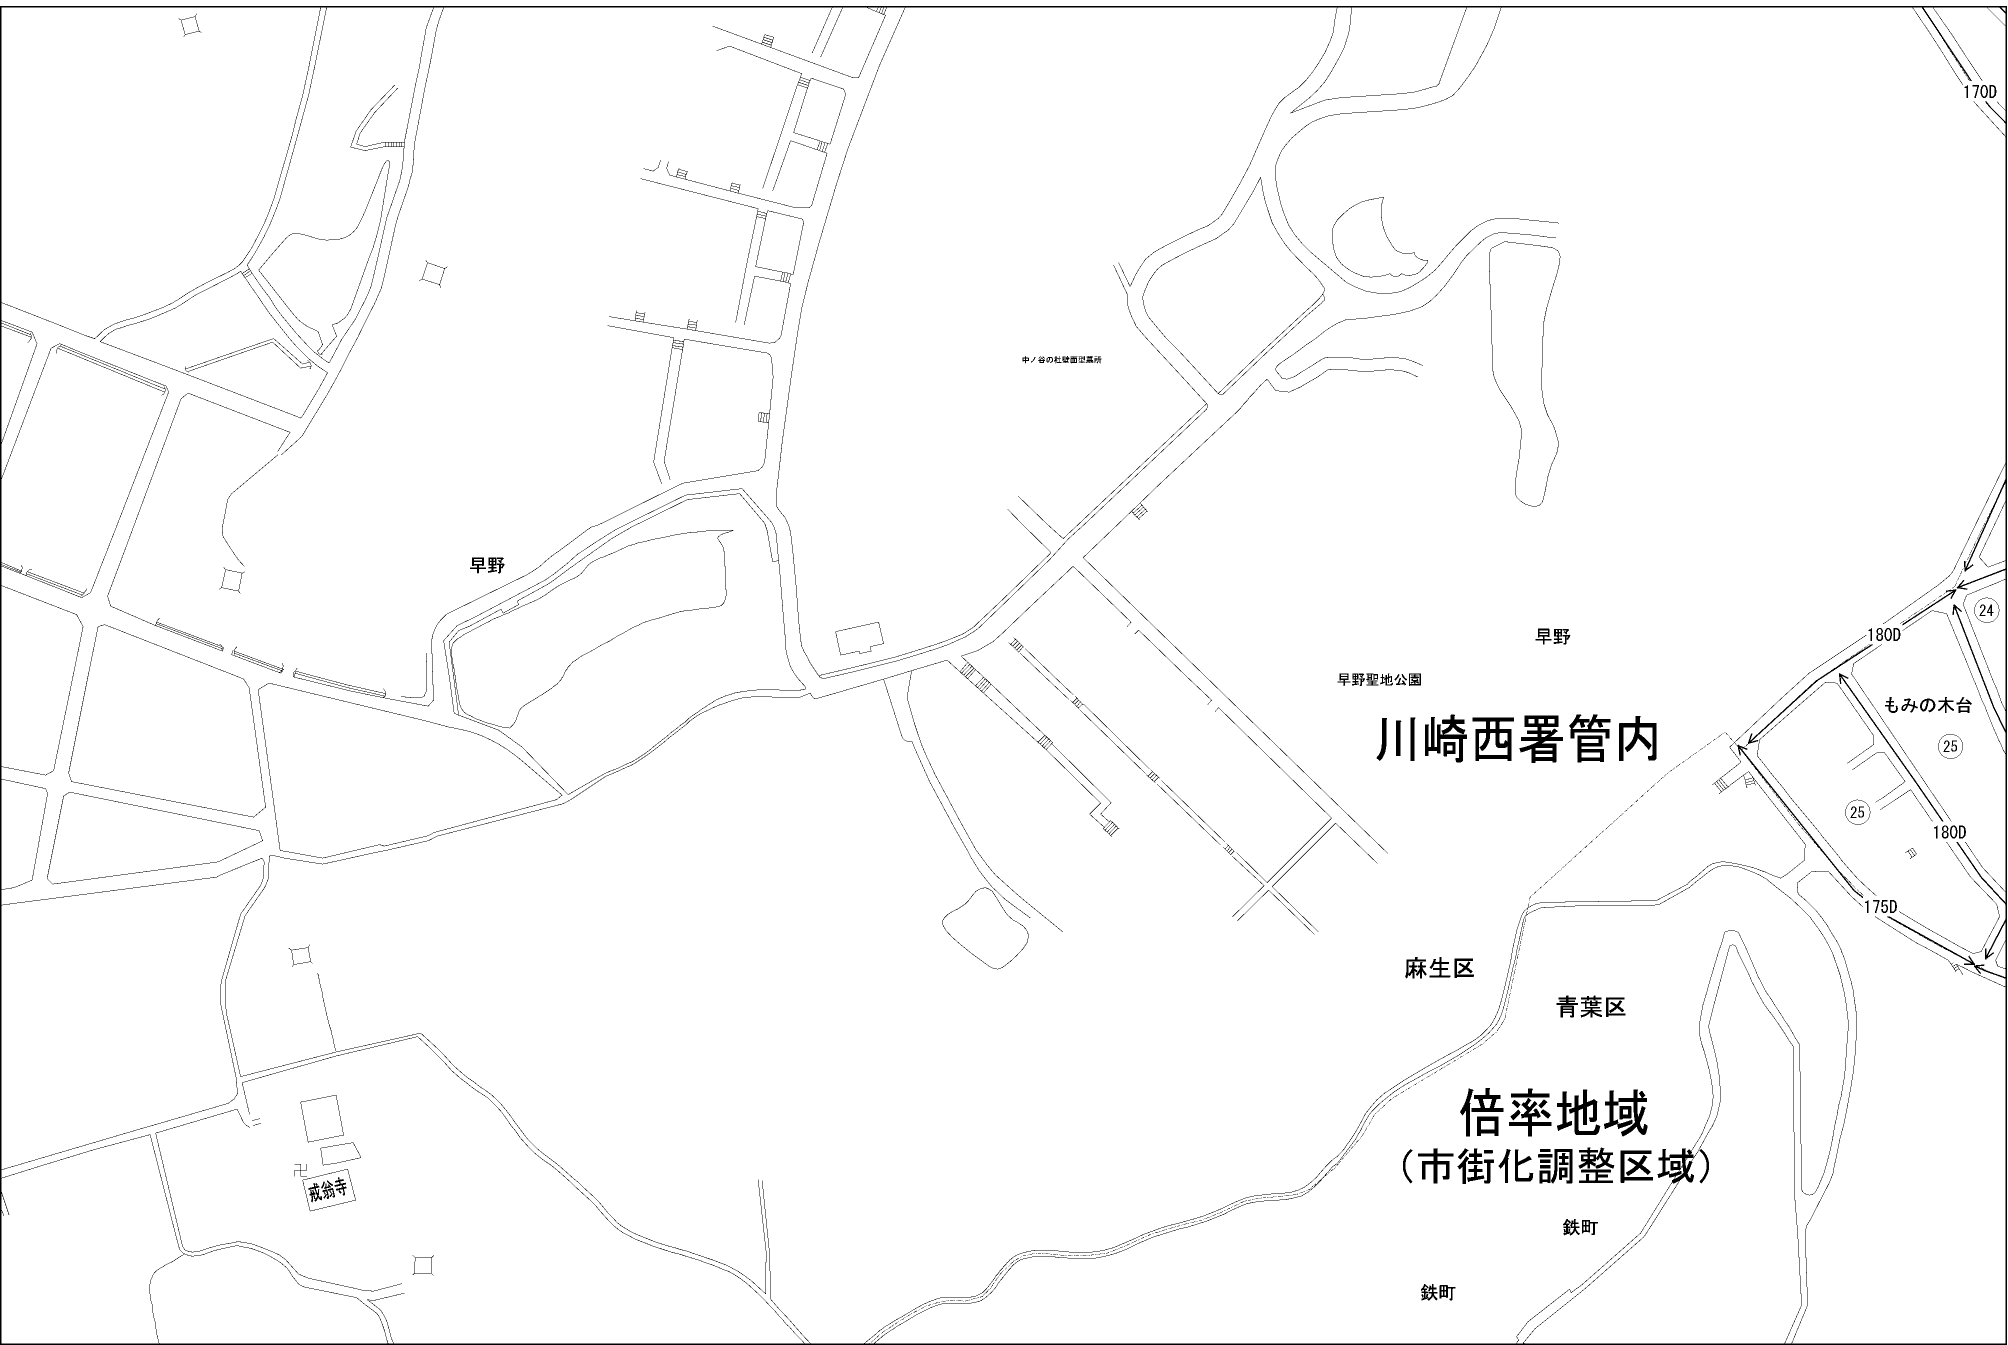 170D
中ノ谷の杜壁面型墓所
早野
24
180D
早野
早野聖地公園
もみの木台
川崎西署管内
25
25
180D
175D
麻生区
青葉区
倍率地域
（市街化調整区域）
戒翁寺
鉄町
鉄町